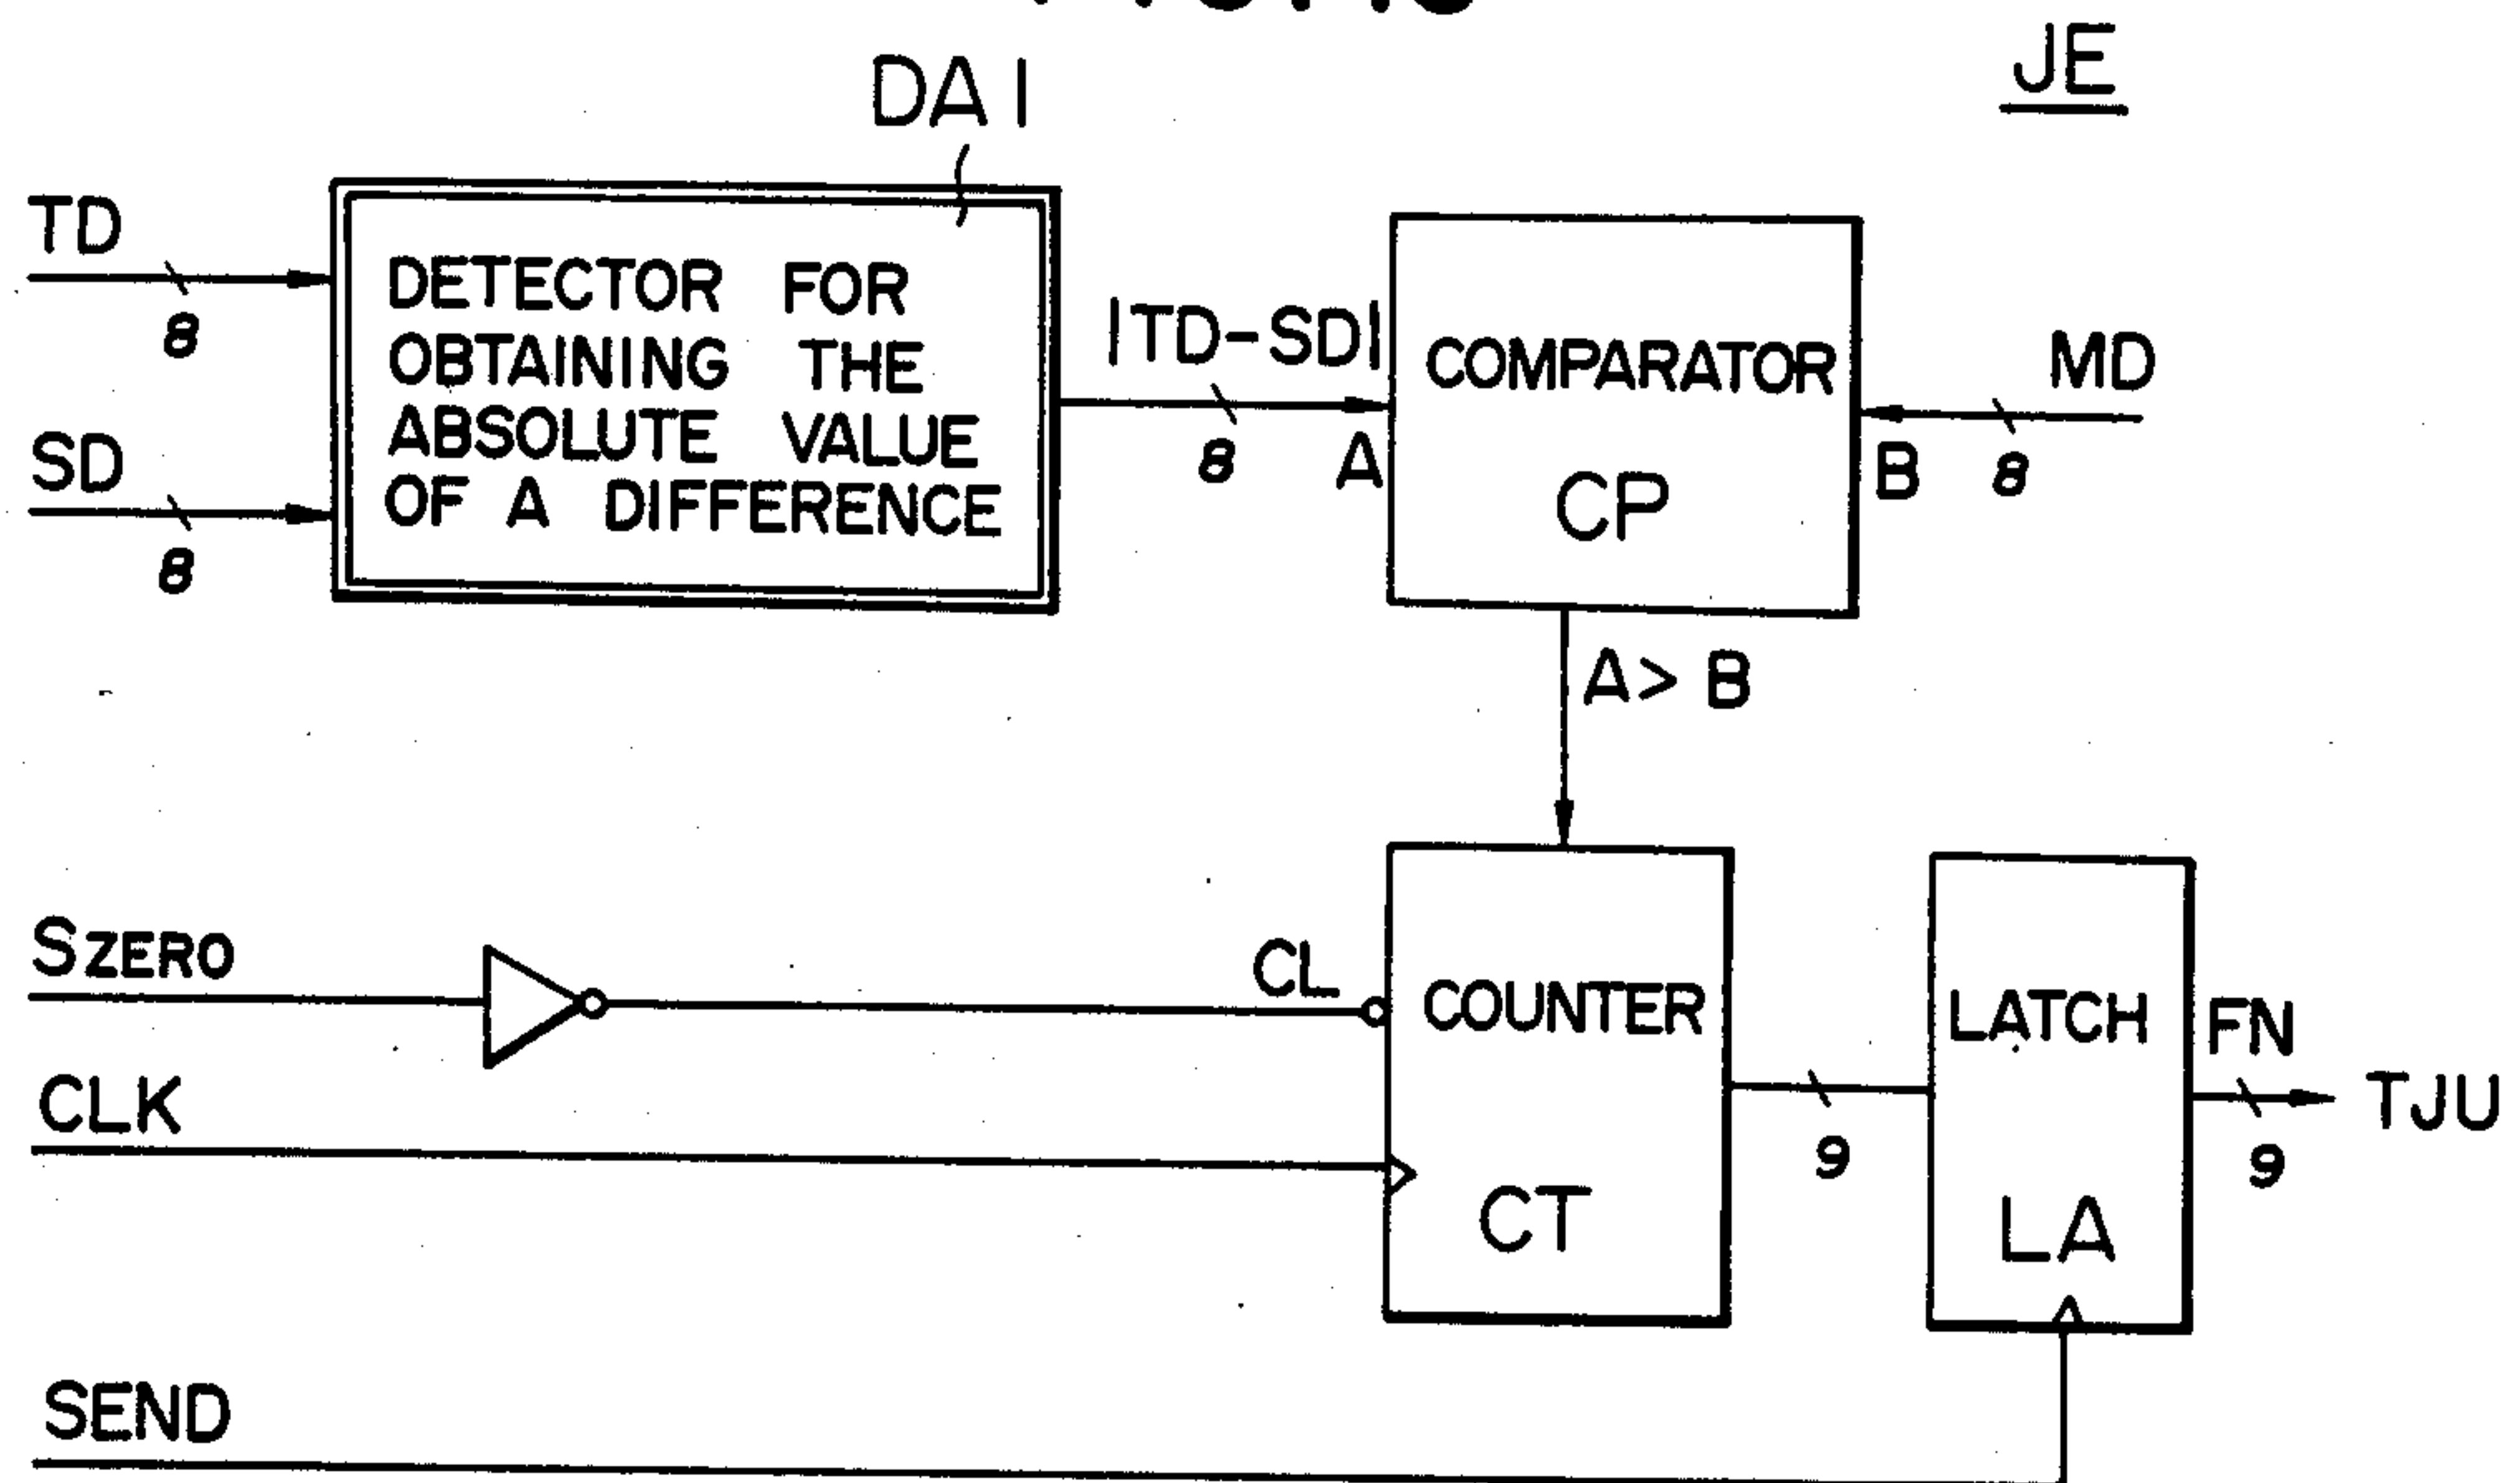 JE
DA1
TD
8
SD
8
DETECTOR FOR
OBTAINING THE
ABSOLUTE VALUE
OF A DIFFERENCE
|TD-SD|
8
A
COMPARATOR
CP
B
MD
8
A> B
SZERO
CL
CLK
COUNTER
CT
9
LATCH
LA
FN
9
TJU
SEND